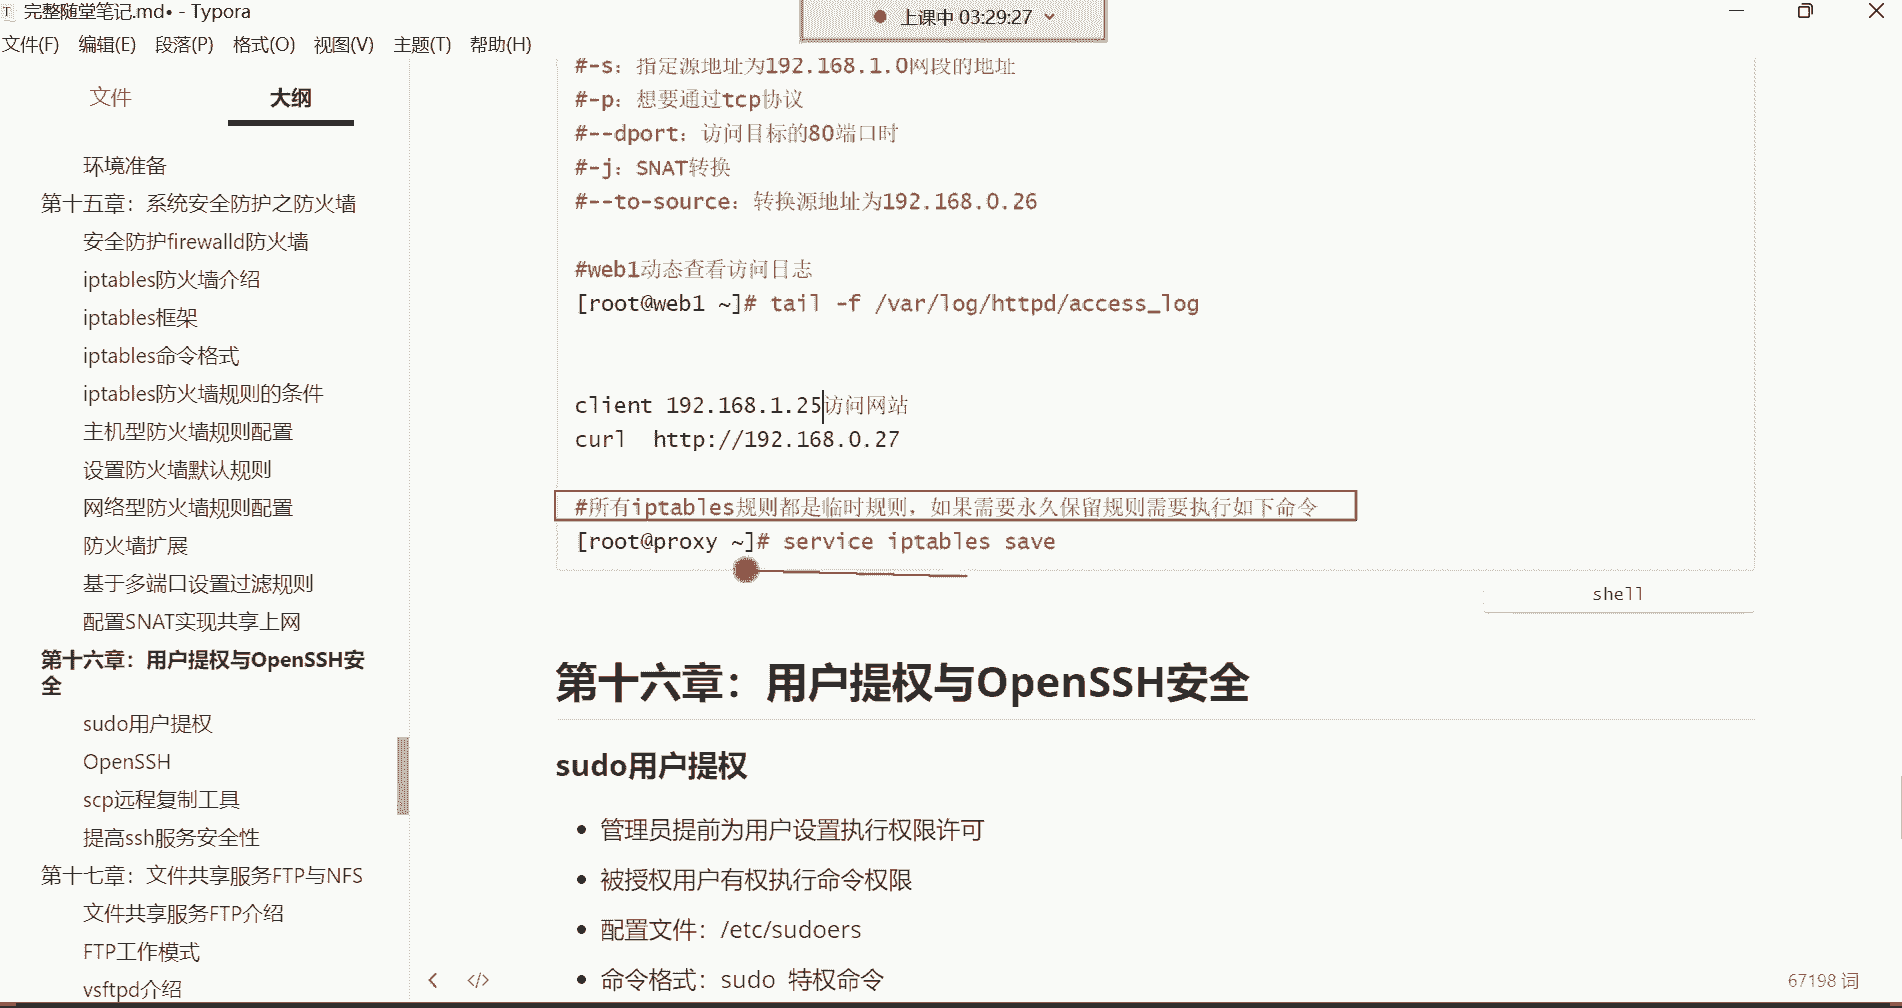 完整随堂笔记.md• - Typora
上课中 03:29:27
文件(F) 编辑(E) 段落(P) 格式(O) 视图(V) 主题(T) 帮助(H)
文件 大纲
环境准备
第十五章：系统安全防护之防火墙
安全防护firewalld防火墙
iptables防火墙介绍
iptables框架
iptables命令格式
iptables防火墙规则的条件
主机型防火墙规则配置
设置防火墙默认规则
网络型防火墙规则配置
防火墙扩展
基于多端口设置过滤规则
配置SNAT实现共享上网
第十六章：用户提权与OpenSSH安
全
sudo用户提权
OpenSSH
scp远程复制工具
提高ssh服务安全性
第十七章：文件共享服务FTP与NFS
文件共享服务FTP介绍
FTP工作模式
vsftpd介绍
#-s：指定源地址为192.168.1.0网段的地址
#-p：想要通过tcp协议
#--dport：访问目标的80端口时
#-j：SNAT转换
#--to-source：转换源地址为192.168.0.26
#web1动态查看访问日志
[root@web1 ~]# tail -f /var/log/httpd/access_log
client 192.168.1.25访问网站
curl  http://192.168.0.27
#所有iptables规则都是临时规则，如果需要永久保留规则需要执行如下命令
[root@proxy ~]# service iptables save
shell
第十六章：用户提权与OpenSSH安全
sudo用户提权
• 管理员提前为用户设置执行权限许可
• 被授权用户有权执行命令权限
• 配置文件：/etc/sudoers
• 命令格式：sudo 特权命令
67198 词